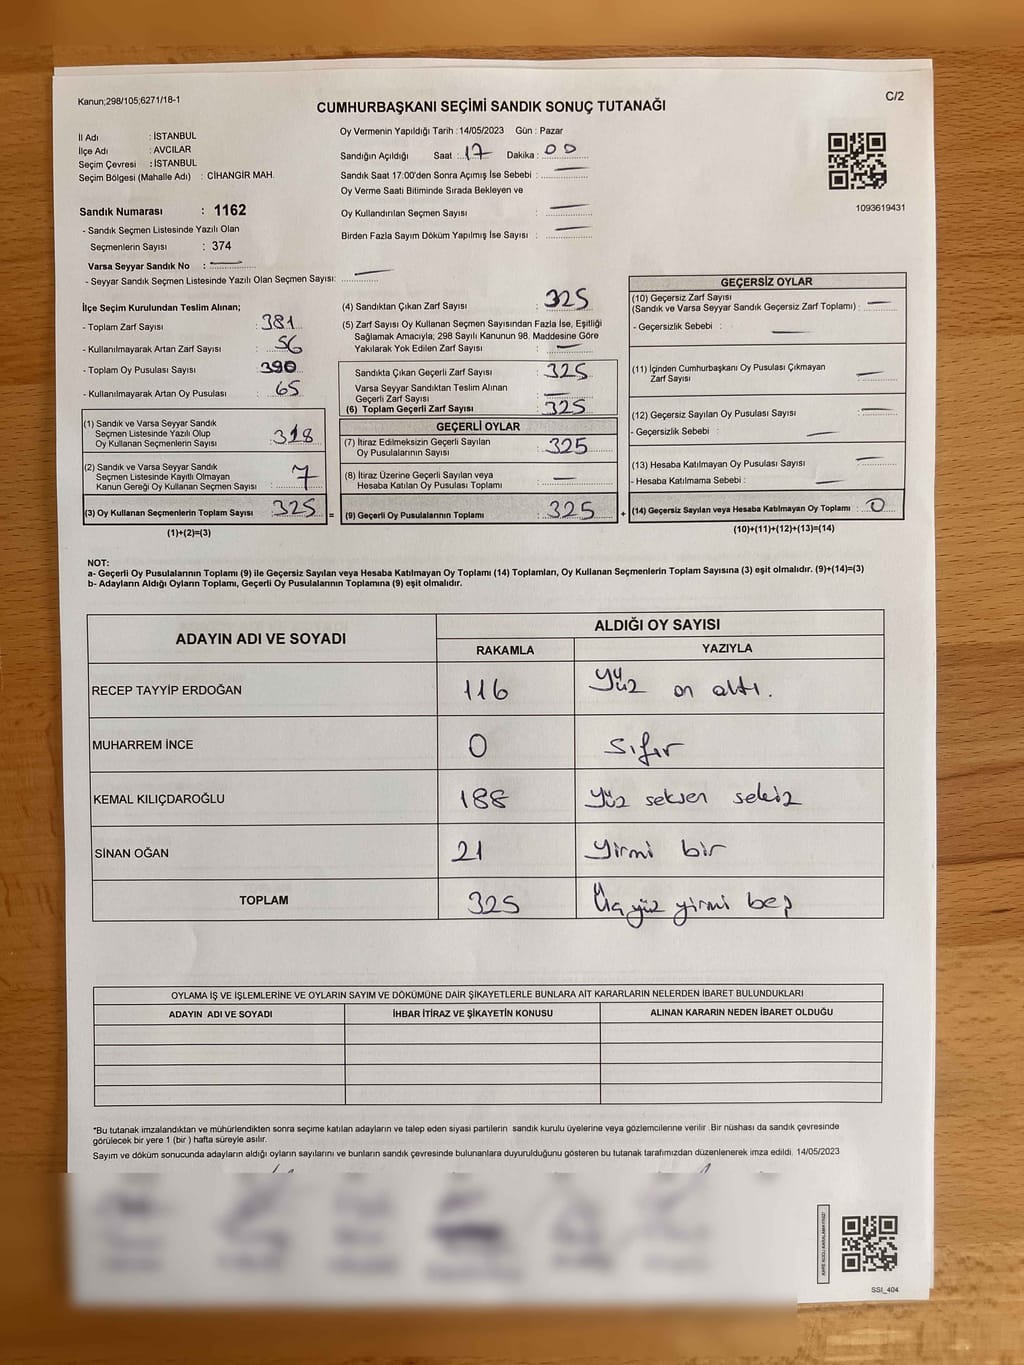 Kanun;298/105;6271/18-1
C/2
CUMHURBAŞKANI SEÇİMİ SANDIK SONUÇ TUTANAĞI
İl Adı : İSTANBUL
İlçe Adı : AVCILAR
Seçim Çevresi : İSTANBUL
Seçim Bölgesi (Mahalle Adı) : CİHANGİR MAH.
Sandık Numarası : 1162
- Sandık Seçmen Listesinde Yazılı Olan
Seçmenlerin Sayısı : 374
Varsa Seyyar Sandık No : —
- Seyyar Sandık Seçmen Listesinde Yazılı Olan Seçmen Sayısı: —
Oy Vermenin Yapıldığı Tarih : 14/05/2023 Gün : Pazar
Sandığın Açıldığı Saat : 17 Dakika : 00
Sandık Saat 17:00'den Sonra Açımış İse Sebebi : —
Oy Verme Saati Bitiminde Sırada Bekleyen ve
Oy Kullandırılan Seçmen Sayısı : —
Birden Fazla Sayım Döküm Yapılmış İse Sayısı : —
1093619431
İlçe Seçim Kurulundan Teslim Alınan;
- Toplam Zarf Sayısı : 381
- Kullanılmayarak Artan Zarf Sayısı : 56
- Toplam Oy Pusulası Sayısı : 390
- Kullanılmayarak Artan Oy Pusulası : 65
(1) Sandık ve Varsa Seyyar Sandık
Seçmen Listesinde Yazılı Olup
Oy Kullanan Seçmenlerin Sayısı : 318
(2) Sandık ve Varsa Seyyar Sandık
Seçmen Listesinde Kayıtlı Olmayan
Kanun Gereği Oy Kullanan Seçmen Sayısı : 7
(3) Oy Kullanan Seçmenlerin Toplam Sayısı : 325 =
(1)+(2)=(3)
(4) Sandıktan Çıkan Zarf Sayısı : 325
(5) Zarf Sayısı Oy Kullanan Seçmen Sayısından Fazla İse, Eşitliği
Sağlamak Amacıyla; 298 Sayılı Kanunun 98. Maddesine Göre
Yakılarak Yok Edilen Zarf Sayısı : —
Sandıkta Çıkan Geçerli Zarf Sayısı : 325
Varsa Seyyar Sandıktan Teslim Alınan
Geçerli Zarf Sayısı : —
(6) Toplam Geçerli Zarf Sayısı : 325
GEÇERLİ OYLAR
(7) İtiraz Edilmeksizin Geçerli Sayılan
Oy Pusulalarının Sayısı : 325
(8) İtiraz Üzerine Geçerli Sayılan veya
Hesaba Katılan Oy Pusulası Toplamı : —
(9) Geçerli Oy Pusulalarının Toplamı : 325 +
GEÇERSİZ OYLAR
(10) Geçersiz Zarf Sayısı
(Sandık ve Varsa Seyyar Sandık Geçersiz Zarf Toplamı) : —
- Geçersizlik Sebebi : —
(11) İçinden Cumhurbaşkanı Oy Pusulası Çıkmayan
Zarf Sayısı : —
(12) Geçersiz Sayılan Oy Pusulası Sayısı : —
- Geçersizlik Sebebi : —
(13) Hesaba Katılmayan Oy Pusulası Sayısı : —
- Hesaba Katılmama Sebebi : —
(14) Geçersiz Sayılan veya Hesaba Katılmayan Oy Toplamı : 0
(10)+(11)+(12)+(13)=(14)
NOT:
a- Geçerli Oy Pusulalarının Toplamı (9) ile Geçersiz Sayılan veya Hesaba Katılmayan Oy Toplamı (14) Toplamları, Oy Kullanan Seçmenlerin Toplam Sayısına (3) eşit olmalıdır. (9)+(14)=(3)
b- Adayların Aldığı Oyların Toplamı, Geçerli Oy Pusulalarının Toplamına (9) eşit olmalıdır.
ADAYIN ADI VE SOYADI
ALDIĞI OY SAYISI
RAKAMLA YAZIYLA
RECEP TAYYİP ERDOĞAN 116 Yüz on altı.
MUHARREM İNCE 0 sıfır
KEMAL KILIÇDAROĞLU 188 Yüz seksen sekiz
SİNAN OĞAN 21 Yirmi bir
TOPLAM 325 Üçyüz yirmi beş
OYLAMA İŞ VE İŞLEMLERİNE VE OYLARIN SAYIM VE DÖKÜMÜNE DAİR ŞİKAYETLERLE BUNLARA AİT KARARLARIN NELERDEN İBARET BULUNDUKLARI
ADAYIN ADI VE SOYADI İHBAR İTİRAZ VE ŞİKAYETİN KONUSU ALINAN KARARIN NEDEN İBARET OLDUĞU
*Bu tutanak imzalandıktan ve mühürlendikten sonra seçime katılan adayların ve talep eden siyasi partilerin sandık kurulu üyelerine veya gözlemcilerine verilir. Bir nüshası da sandık çevresinde
görülecek bir yere 1 (bir ) hafta süreyle asılır.
Sayım ve döküm sonucunda adayların aldığı oyların sayılarını ve bunların sandık çevresinde bulunanlara duyurulduğunu gösteren bu tutanak tarafımızdan düzenlenerek imza edildi. 14/05/2023
SSI_404